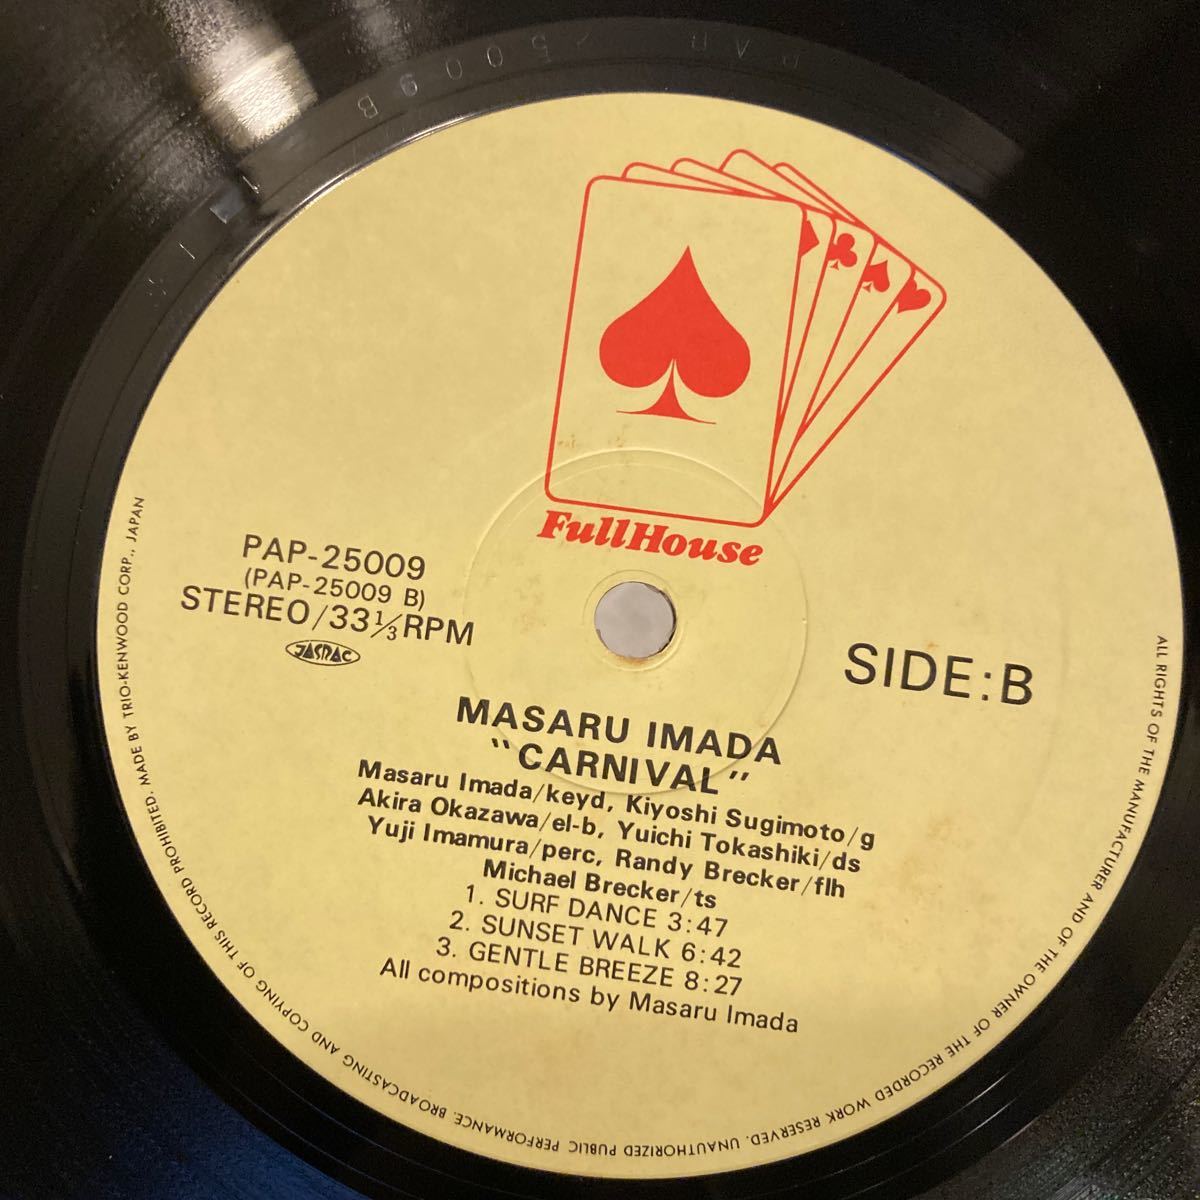 PAP-25009 B
FullHouse
PAP-25009
(PAP-25009 B)
STEREO/33⅓RPM
JASRAC
SIDE:B
MASARU IMADA
"CARNIVAL"
Masaru Imada/keyd, Kiyoshi Sugimoto/g
Akira Okazawa/el-b, Yuichi Tokashiki/ds
Yuji Imamura/perc, Randy Brecker/flh
Michael Brecker/ts
1. SURF DANCE 3:47
2. SUNSET WALK 6:42
3. GENTLE BREEZE 8:27
All compositions by Masaru Imada
ALL RIGHTS OF THE MANUFACTURER AND OF THE OWNER OF THE RECORDED WORK RESERVED. UNAUTHORIZED PUBLIC PERFORMANCE, BROADCASTING AND COPYING OF THIS RECORD PROHIBITED. MADE BY TRIO-KENWOOD CORP., JAPAN